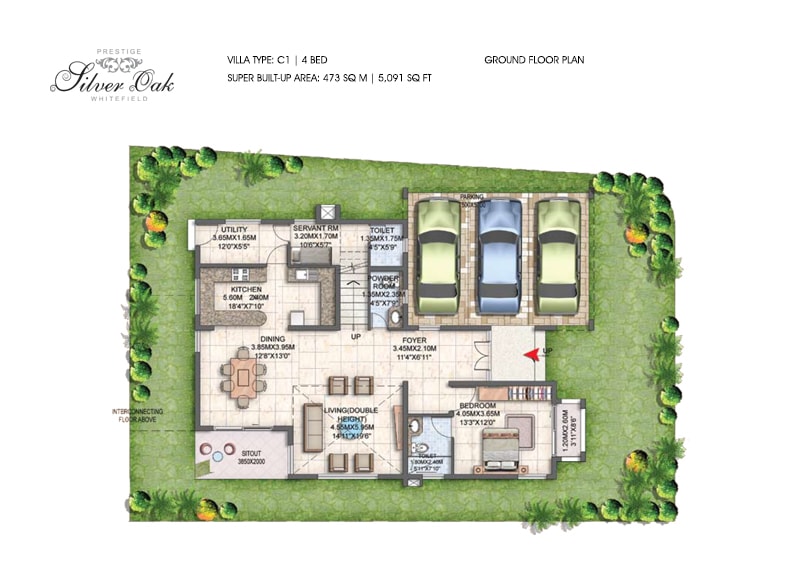 PRESTIGE
Silver Oak
WHITEFIELD
VILLA TYPE: C1 | 4 BED
SUPER BUILT-UP AREA: 473 SQ M | 5,091 SQ FT
GROUND FLOOR PLAN
PARKING
UTILITY
3.65MX1.65M
12'0"X5'5"
SERVANT RM
3.20MX1.70M
10'6"X5'7"
TOILET
1.35MX1.75M
4'5"X5'9"
KITCHEN
5.60M
18'4"X7'10"
POWDER
ROOM
1.35MX2.35M
4'5"X7'9"
UP
DINING
3.85MX3.95M
12'8"X13'0"
FOYER
3.45MX2.10M
11'4"X6'11"
UP
INTERCONNECTING
FLOOR ABOVE
LIVING(DOUBLE
HEIGHT)
4.55MX5.95M
14'11"X19'6"
BEDROOM
4.05MX3.65M
13'3"X12'0"
1.20MX2.60M
3'11"X8'6"
SITOUT
3850X2000
TOILET
1.80MX2.40M
5'11"X7'10"